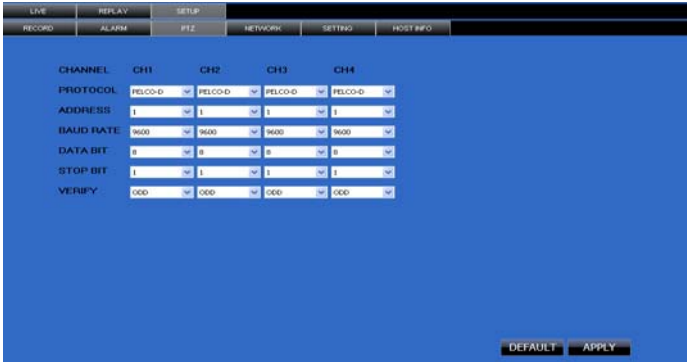 LIVE REPLAY SETUP
RECORD ALARM PTZ NETWORK SETTING HOST INFO
CHANNEL CH1 CH2 CH3 CH4
PROTOCOL PELCO-D PELCO-D PELCO-D PELCO-D
ADDRESS 1 1 1 1
BAUD RATE 9600 9600 9600 9600
DATA BIT 8 8 8 8
STOP BIT 1 1 1 1
VERIFY ODD ODD ODD ODD
DEFAULT APPLY